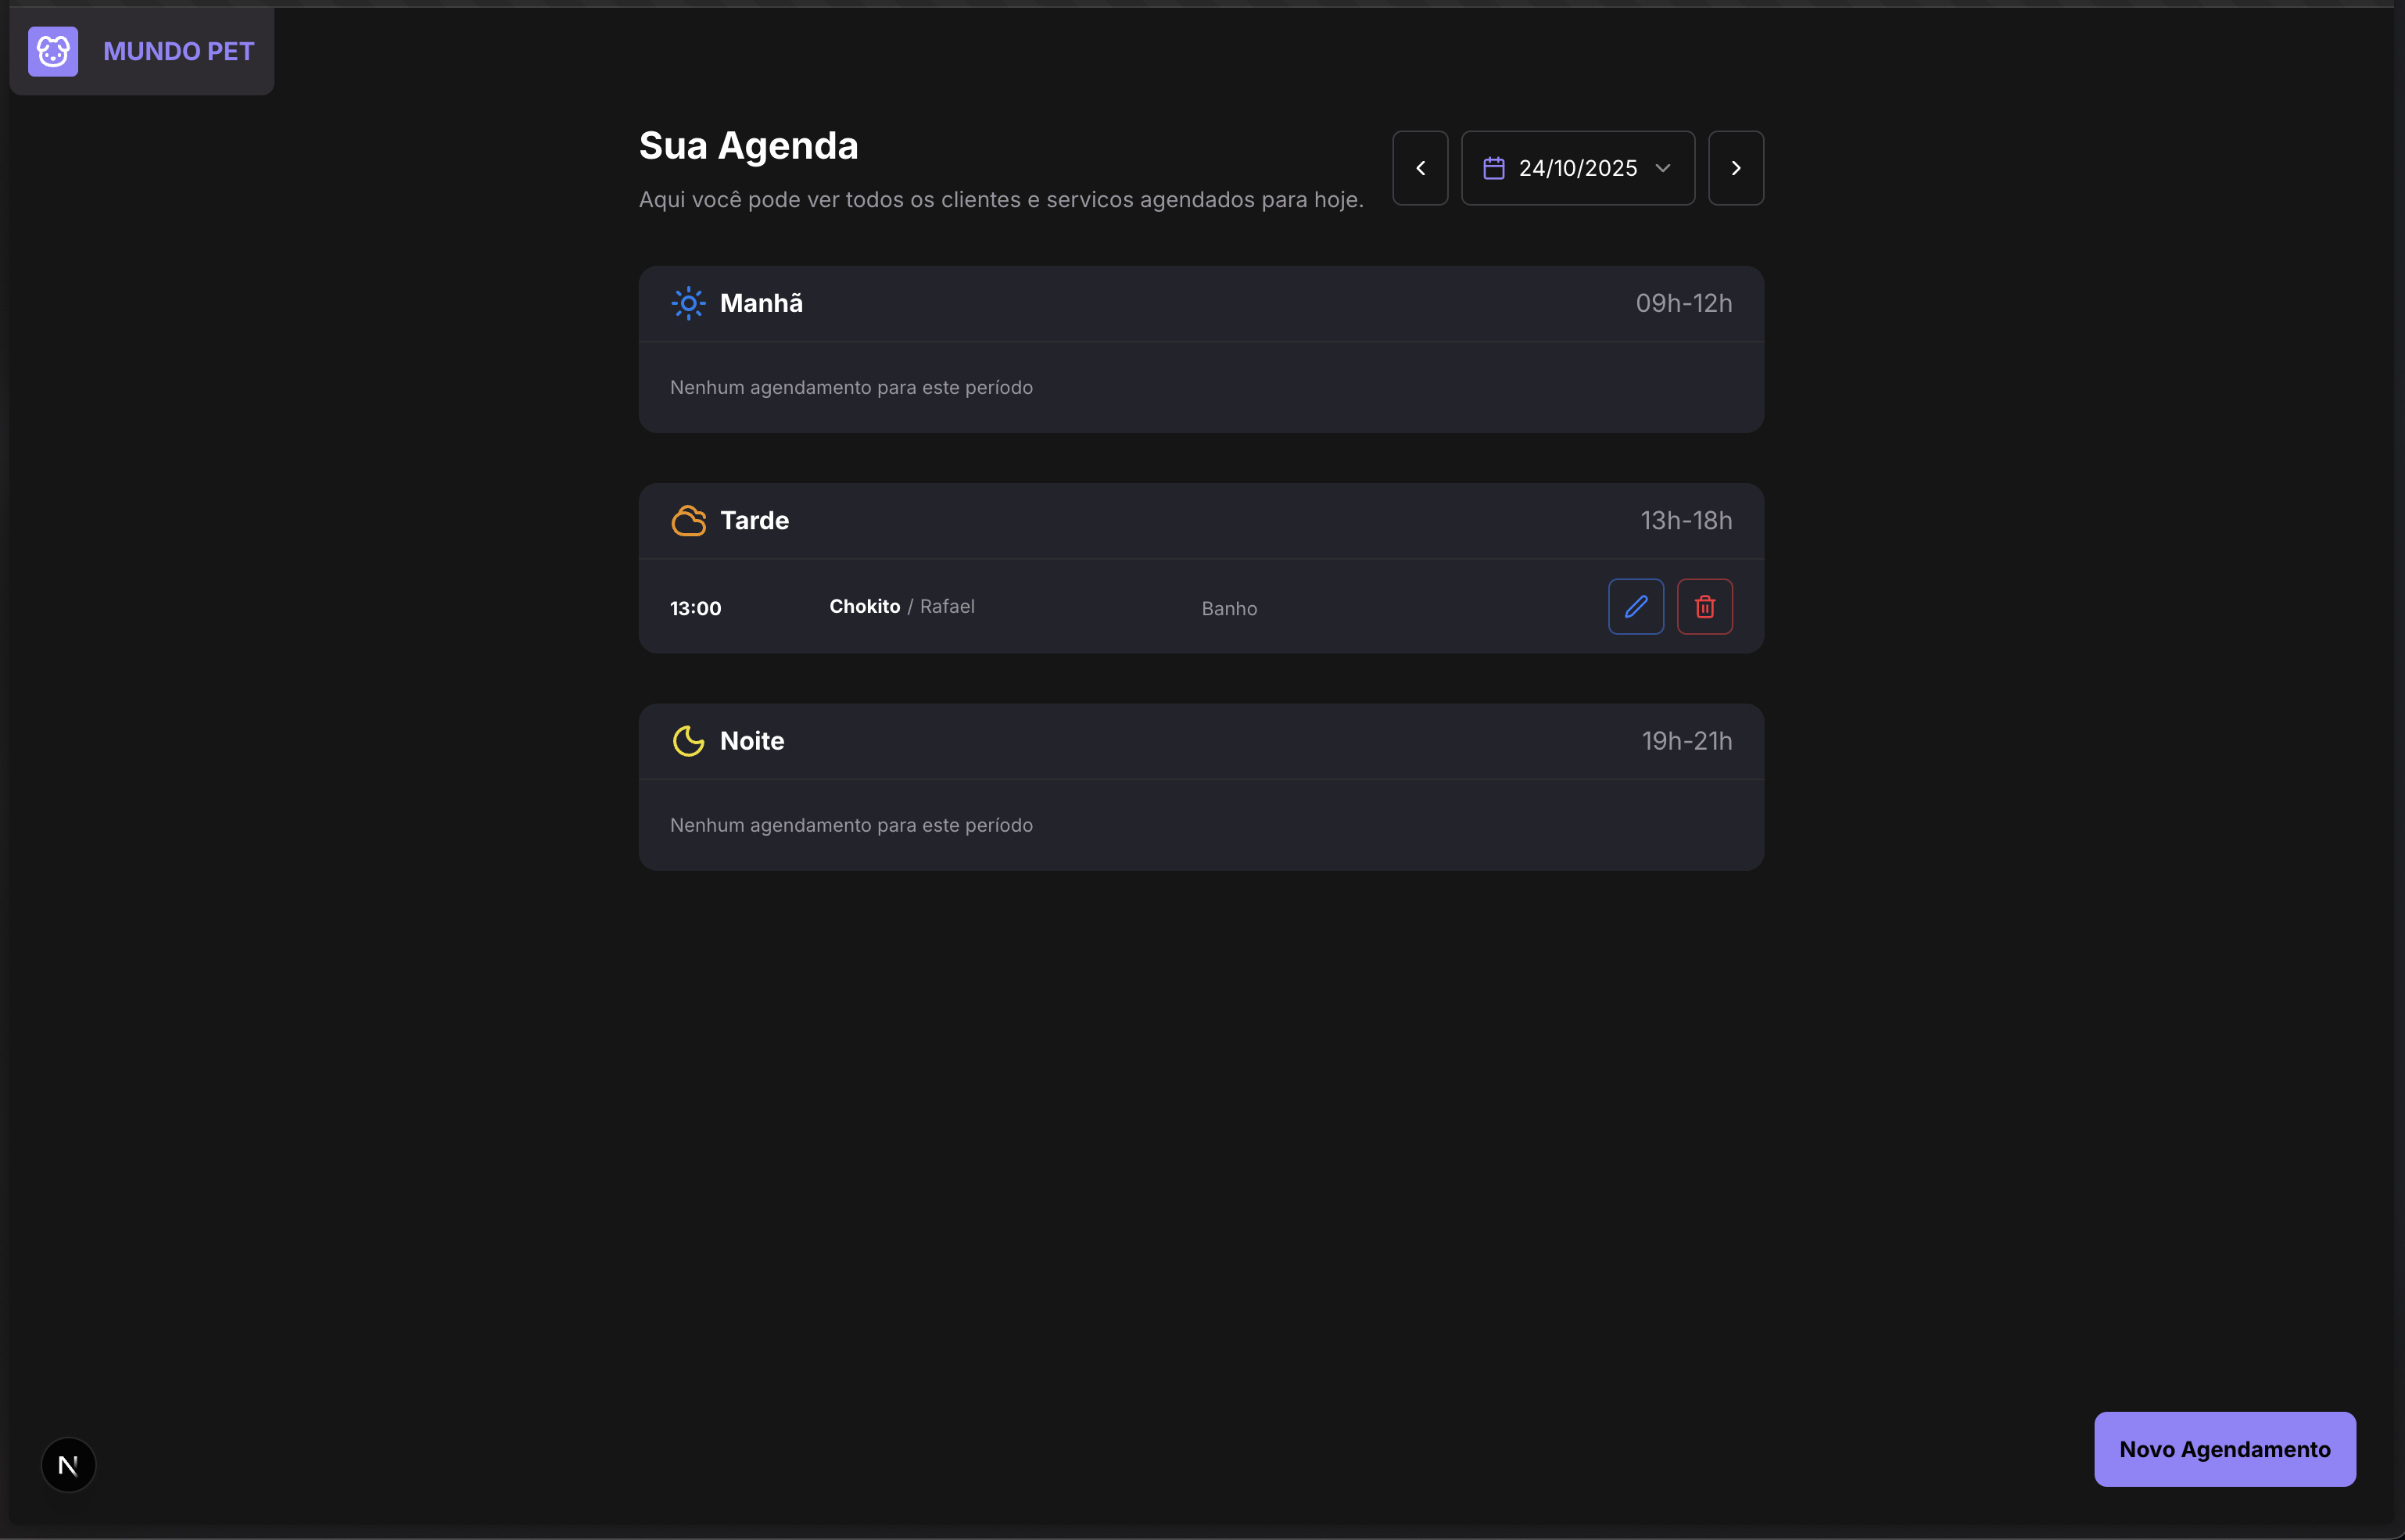 MUNDO PET
Sua Agenda
Aqui você pode ver todos os clientes e servicos agendados para hoje.
24/10/2025
Manhã
09h-12h
Nenhum agendamento para este período
Tarde
13h-18h
13:00 Chokito / Rafael Banho
Noite
19h-21h
Nenhum agendamento para este período
N
Novo Agendamento